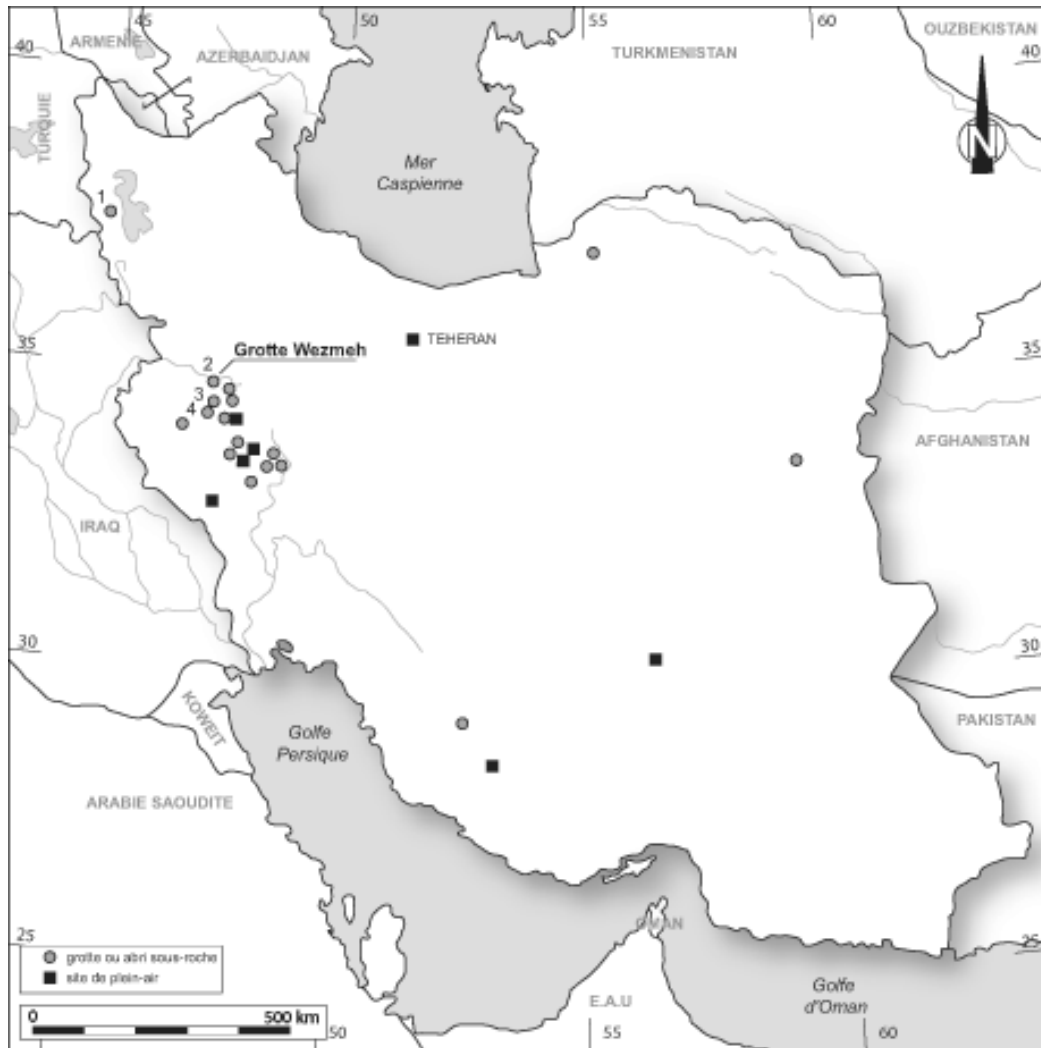 45
50
55
60
ARMENIE
AZERBAIDJAN
TURKMENISTAN
OUZBEKISTAN
40
40
N
TURQUIE
Mer
Caspienne
1
TEHERAN
35
35
Grotte Wezmeh
2
3
4
AFGHANISTAN
IRAQ
30
30
KOWEIT
Golfe
Persique
PAKISTAN
ARABIE SAOUDITE
OMAN
25
25
grotte ou abri sous-roche
site de plein-air
Golfe
d'Oman
E.A.U
0
500 km
50
55
60